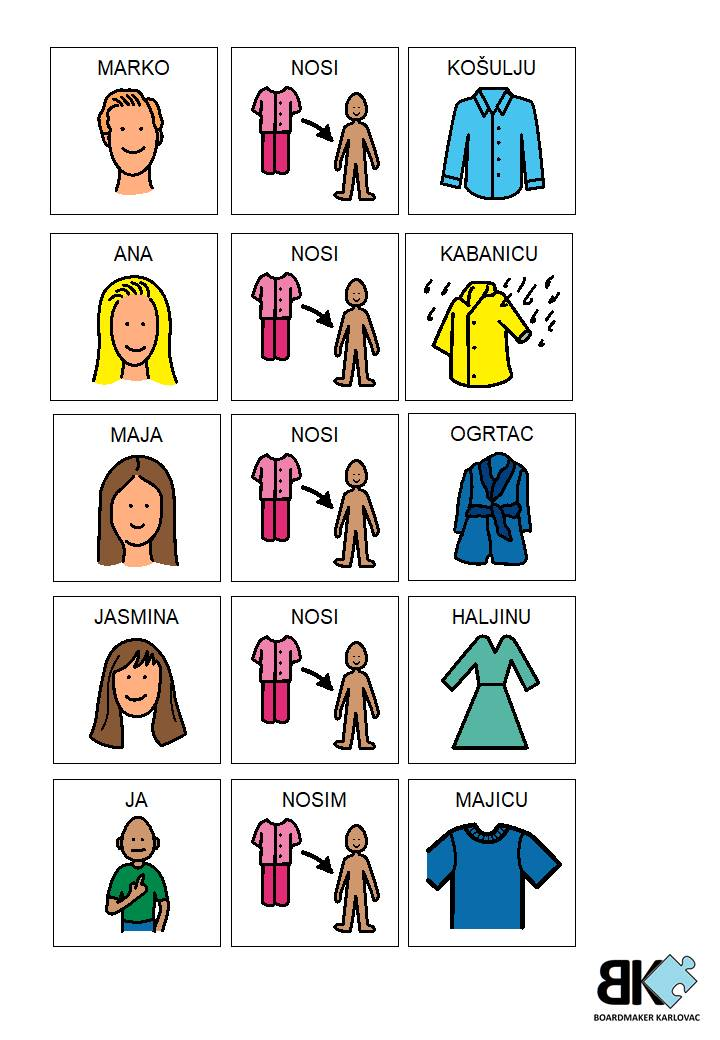 MARKO NOSI KOŠULJU
ANA NOSI KABANICU
MAJA NOSI OGRTAC
JASMINA NOSI HALJINU
JA NOSIM MAJICU
BK
BOARDMAKER KARLOVAC